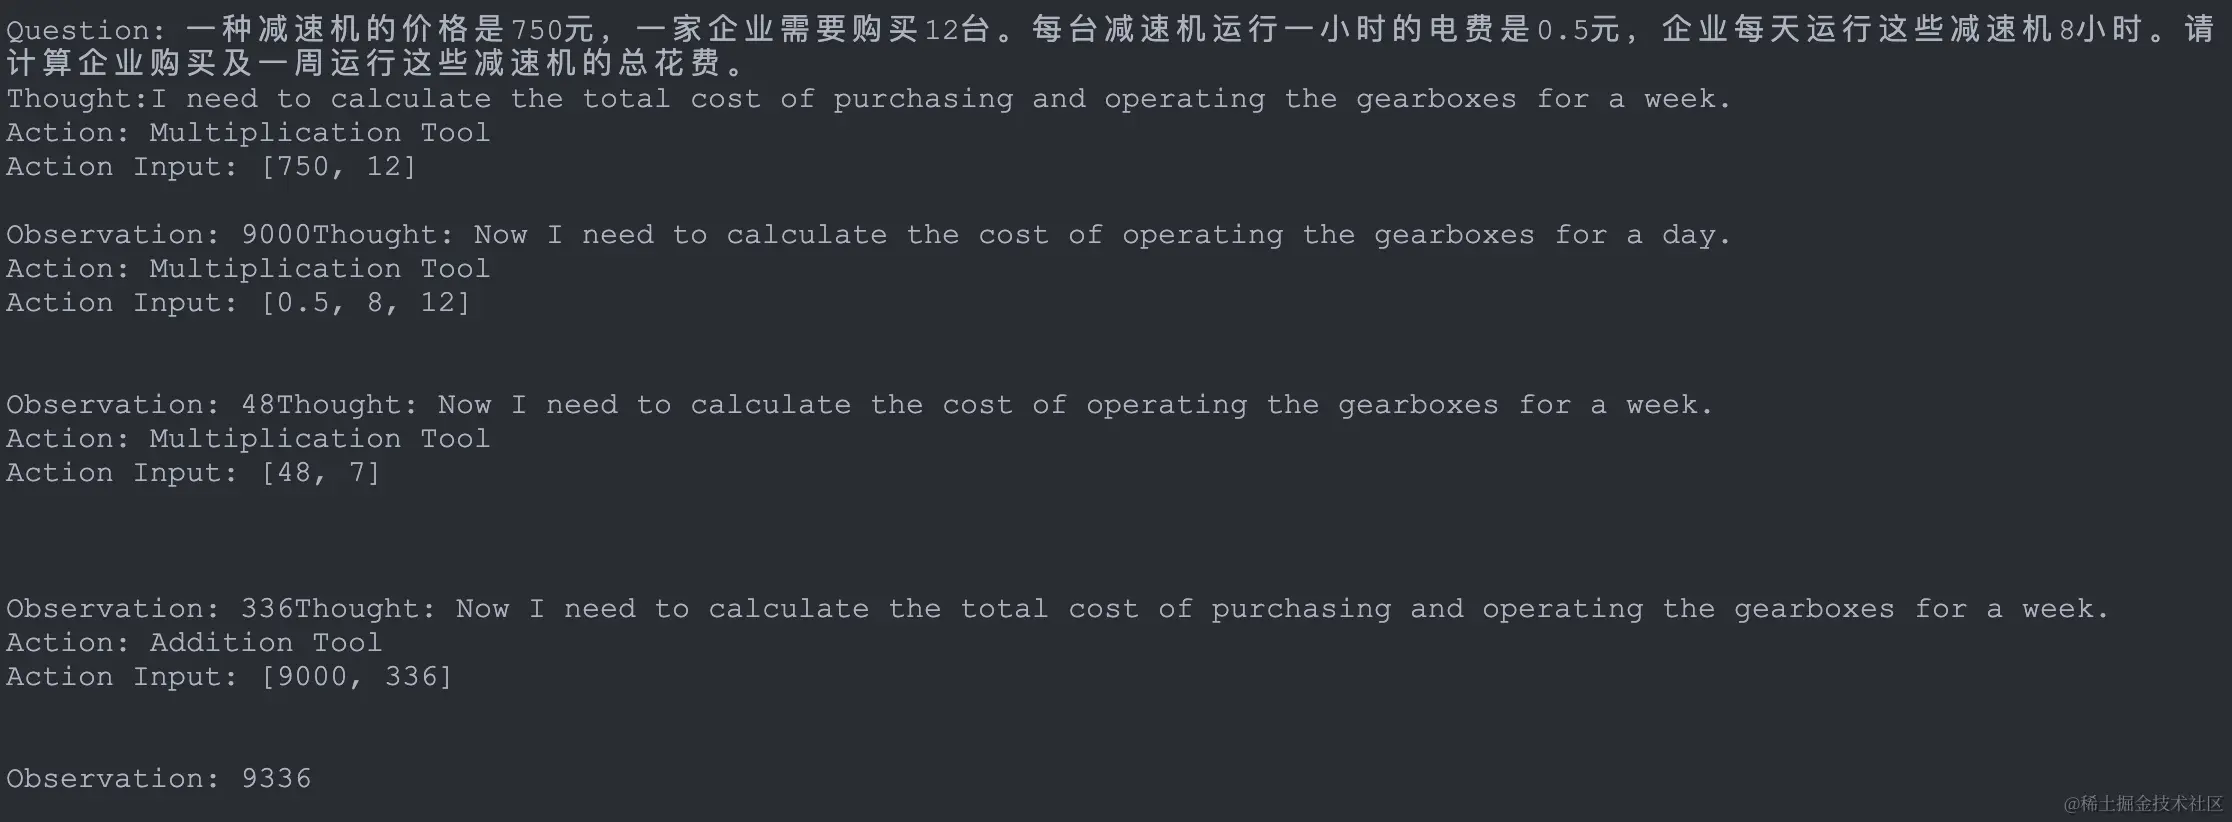 Question: 一种减速机的价格是750元，一家企业需要购买12台。每台减速机运行一小时的电费是0.5元，企业每天运行这些减速机8小时。请
计算企业购买及一周运行这些减速机的总花费。
Thought:I need to calculate the total cost of purchasing and operating the gearboxes for a week.
Action: Multiplication Tool
Action Input: [750, 12]
Observation: 9000Thought: Now I need to calculate the cost of operating the gearboxes for a day.
Action: Multiplication Tool
Action Input: [0.5, 8, 12]
Observation: 48Thought: Now I need to calculate the cost of operating the gearboxes for a week.
Action: Multiplication Tool
Action Input: [48, 7]
Observation: 336Thought: Now I need to calculate the total cost of purchasing and operating the gearboxes for a week.
Action: Addition Tool
Action Input: [9000, 336]
Observation: 9336
@稀土掘金技术社区